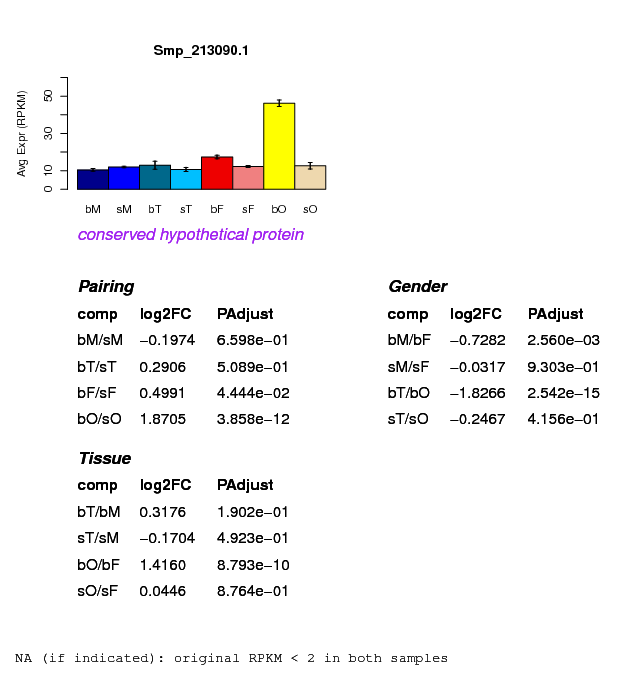 Smp_213090.1
Avg Expr (RPKM)
50
30
10
0
bM sM bT sT bF sF bO sO
conserved hypothetical protein
Pairing
comp log2FC PAdjust
bM/sM −0.1974 6.598e−01
bT/sT 0.2906 5.089e−01
bF/sF 0.4991 4.444e−02
bO/sO 1.8705 3.858e−12
Gender
comp log2FC PAdjust
bM/bF −0.7282 2.560e−03
sM/sF −0.0317 9.303e−01
bT/bO −1.8266 2.542e−15
sT/sO −0.2467 4.156e−01
Tissue
comp log2FC PAdjust
bT/bM 0.3176 1.902e−01
sT/sM −0.1704 4.923e−01
bO/bF 1.4160 8.793e−10
sO/sF 0.0446 8.764e−01
NA (if indicated): original RPKM < 2 in both samples